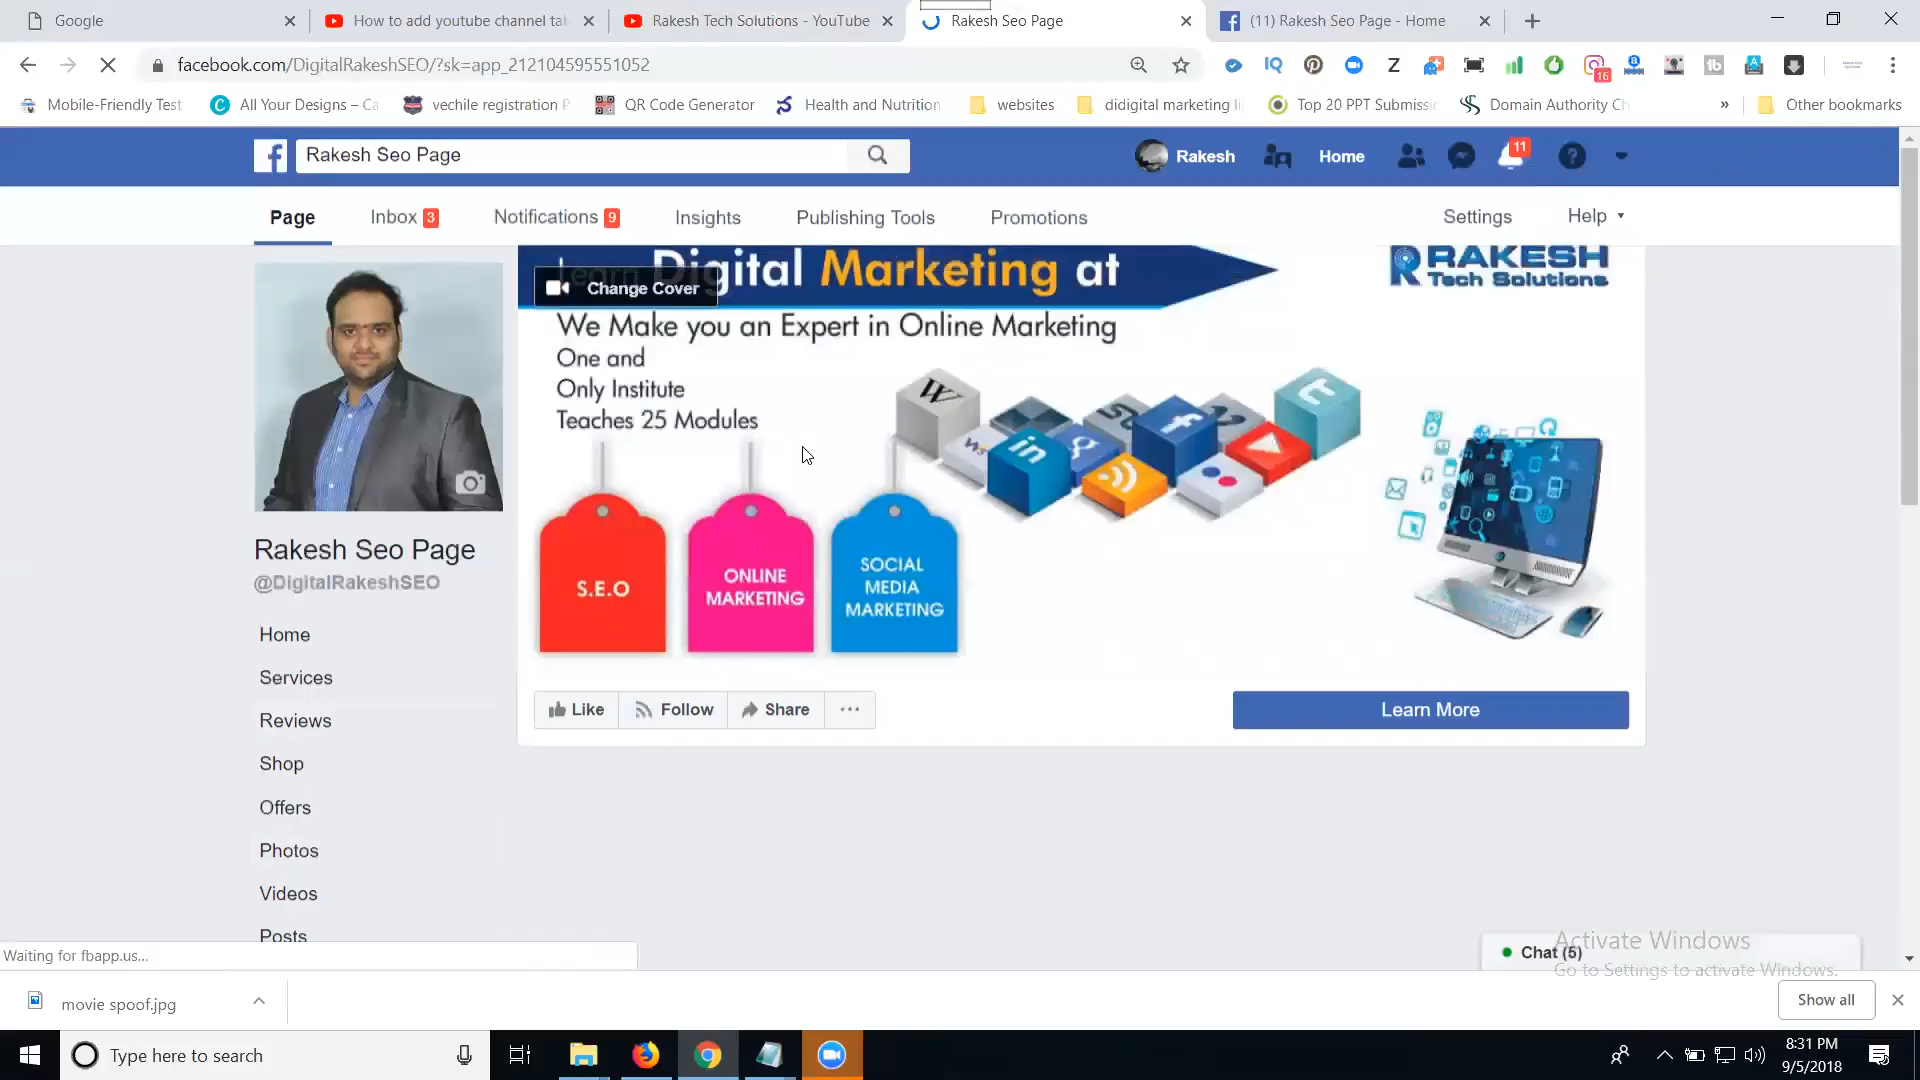 Google
How to add youtube channel ta
Rakesh Tech Solutions - YouTube
Rakesh Seo Page
(11) Rakesh Seo Page - Home
facebook.com/DigitalRakeshSEO/?sk=app_212104595551052
16
Mobile-Friendly Test
All Your Designs – Ca
vechile registration P
QR Code Generator
Health and Nutrition
websites
didigital marketing li
Top 20 PPT Submissi
Domain Authority Ch
Other bookmarks
Rakesh Seo Page
Rakesh
Home
11
Page
Inbox 3
Notifications 9
Insights
Publishing Tools
Promotions
Settings
Help
Learn Digital Marketing at
RAKESH
Tech Solutions
Change Cover
We Make you an Expert in Online Marketing
One and
Only Institute
Teaches 25 Modules
S.E.O
ONLINE
MARKETING
SOCIAL
MEDIA
MARKETING
Rakesh Seo Page
@DigitalRakeshSEO
Home
Services
Reviews
Shop
Offers
Photos
Videos
Posts
Like
Follow
Share
Learn More
Waiting for fbapp.us...
Chat (5)
Activate Windows
Go to Settings to activate Windows.
movie spoof.jpg
Show all
Type here to search
8:31 PM
9/5/2018